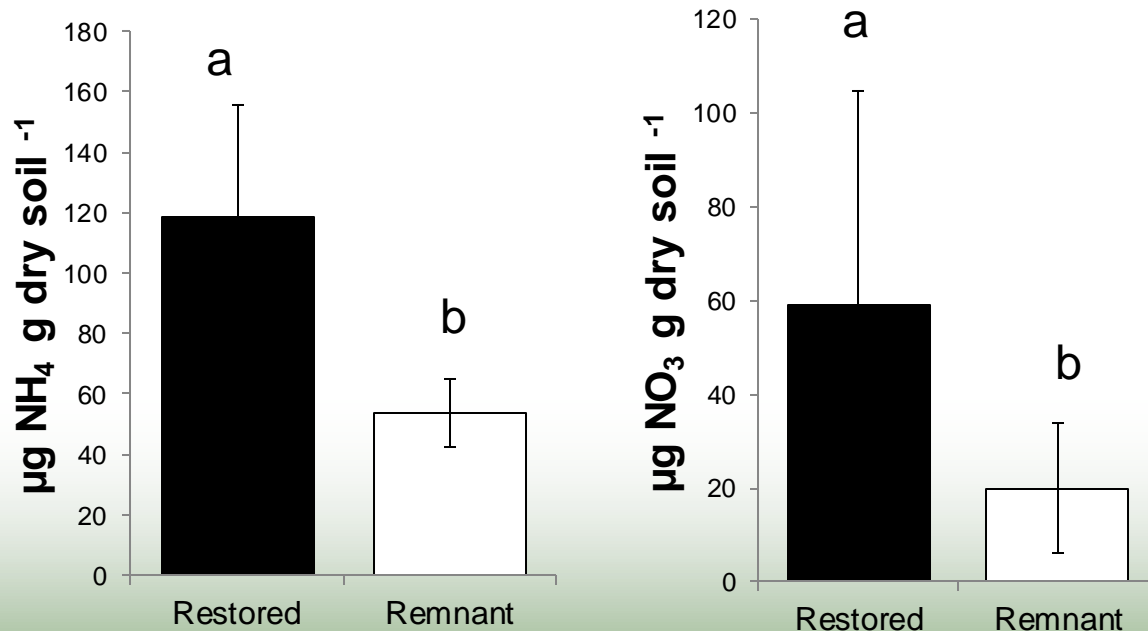 µg NH₄ g dry soil ⁻¹
180
160
140
120
100
80
60
40
20
0
a
b
Restored
Remnant
µg NO₃ g dry soil ⁻¹
120
100
80
60
40
20
0
a
b
Restored
Remnant